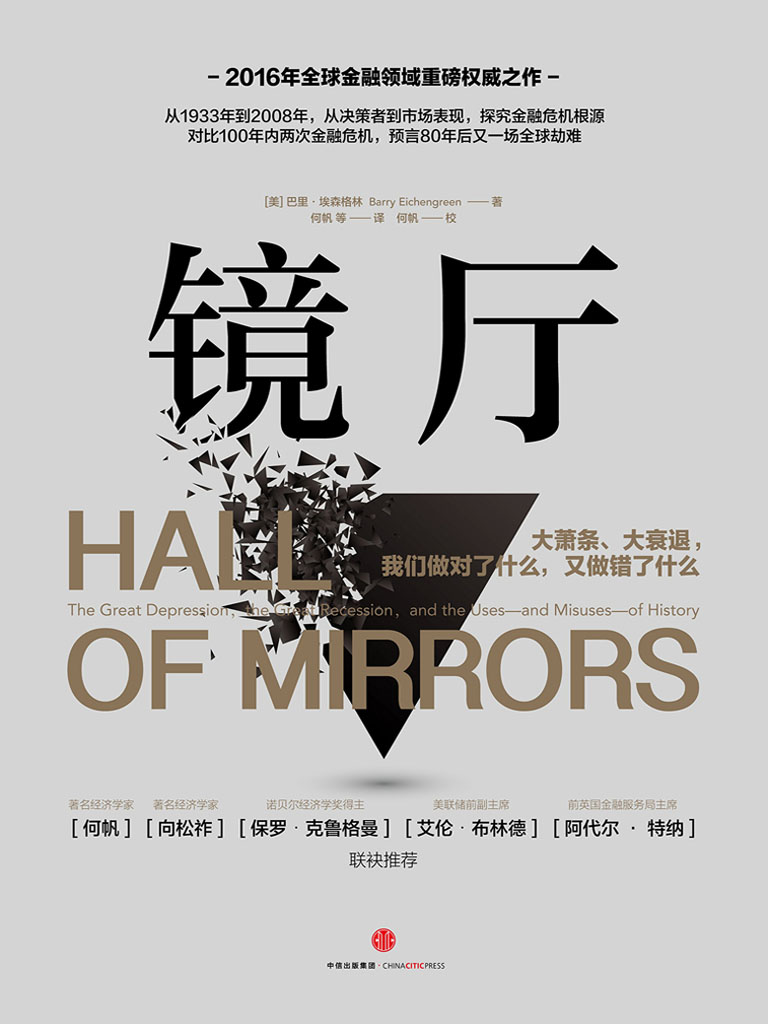 – 2016年全球金融领域重磅权威之作 –
从1933年到2008年，从决策者到市场表现，探究金融危机根源
对比100年内两次金融危机，预言80年后又一场全球劫难
[美] 巴里·埃森格林 Barry Eichengreen —— 著
何帆 等 —— 译 何帆 —— 校
镜厅
HALL
大萧条、大衰退，
我们做对了什么，又做错了什么
The Great Depression, the Great Recession, and the Uses—and Misuses—of History
OF MIRRORS
著名经济学家 著名经济学家 诺贝尔经济学奖得主 美联储前副主席 前英国金融服务局主席
[ 何帆 ] [ 向松祚 ] [ 保罗·克鲁格曼 ] [ 艾伦·布林德 ] [ 阿代尔 · 特纳 ]
联袂推荐
中信出版集团·CHINACITICPRESS